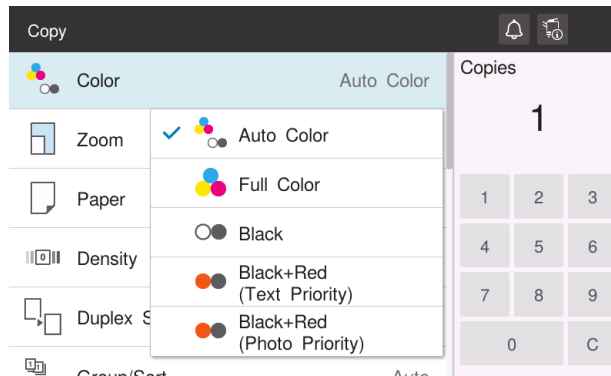 Copy
Color
Auto Color
Copies
1
Zoom
Auto Color
Paper
Full Color
Density
Black
Black+Red
(Text Priority)
Duplex S
Black+Red
(Photo Priority)
Group/Sort
Auto
0
1 2 3
4 5 6
7 8 9
0 C